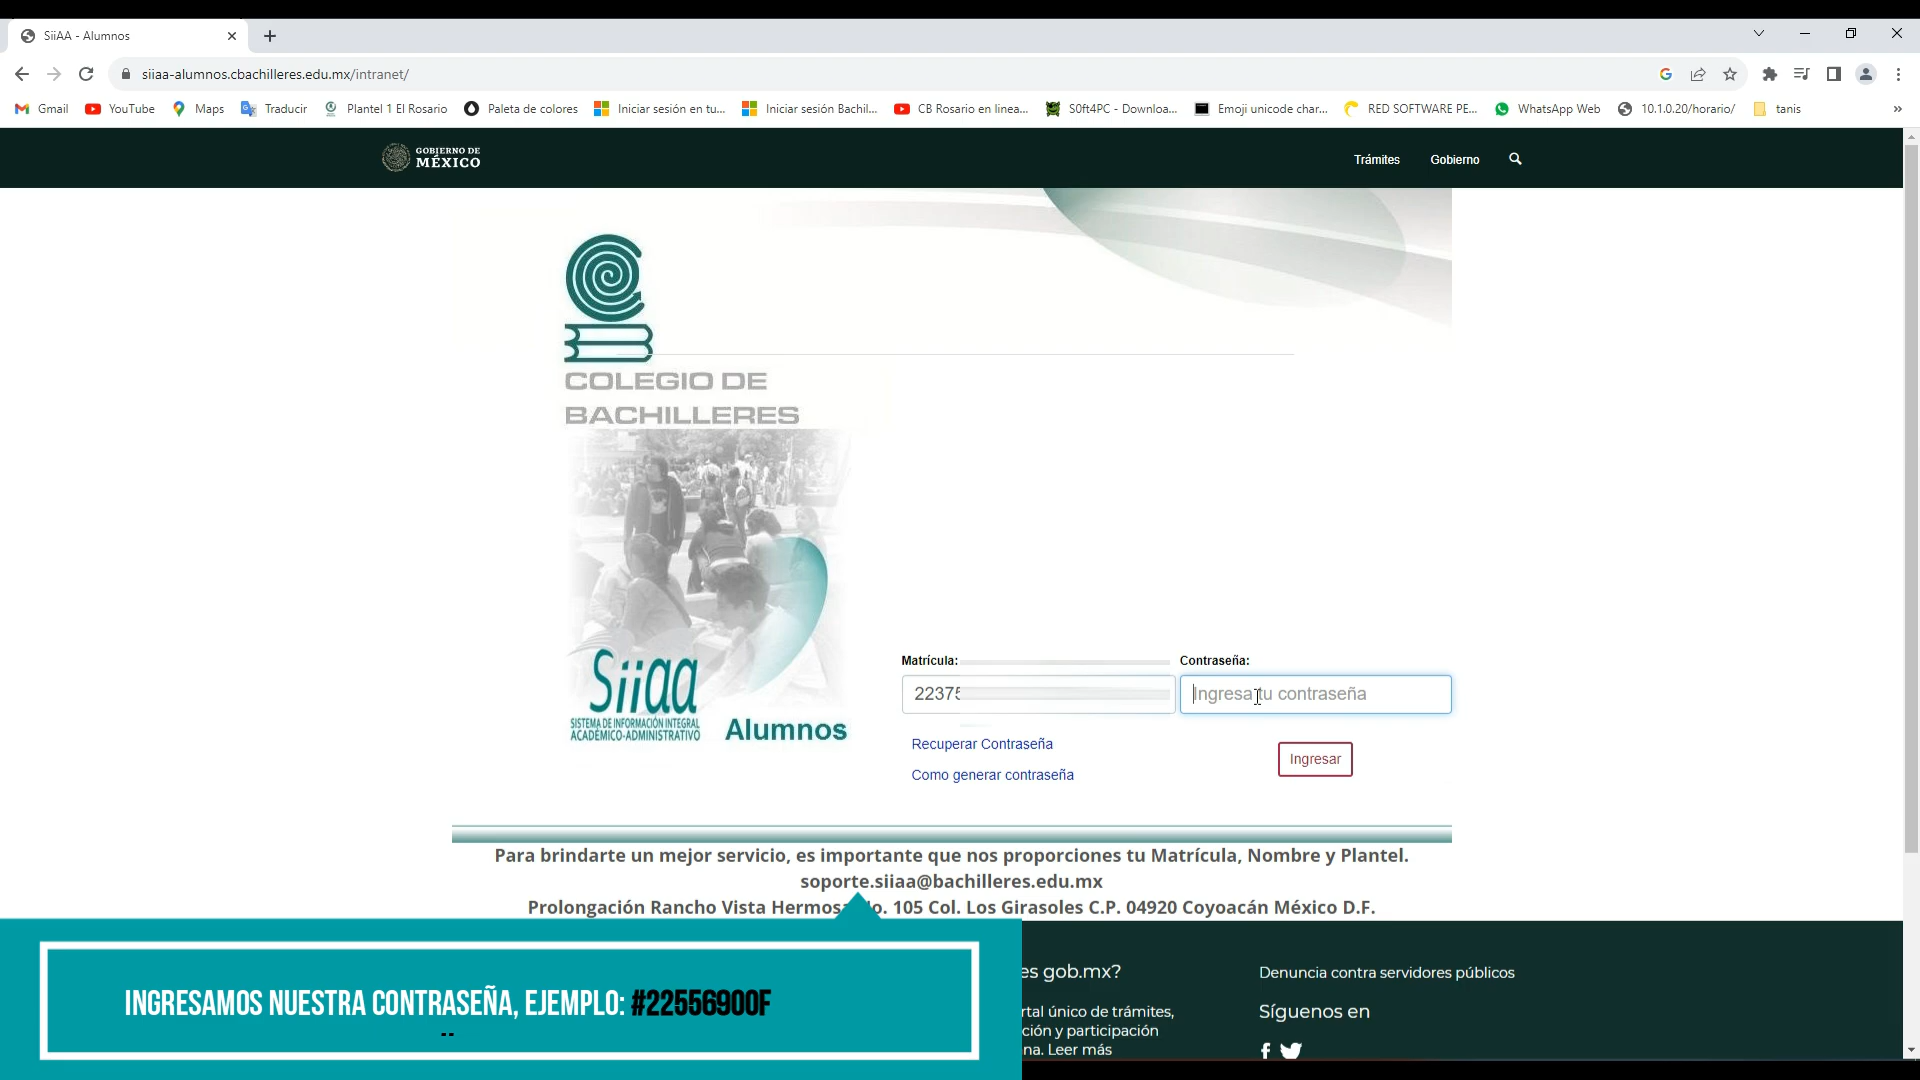 SiiAA - Alumnos
siiaa-alumnos.cbachilleres.edu.mx/intranet/
Gmail YouTube Maps Traducir Plantel 1 El Rosario Paleta de colores Iniciar sesión en tu... Iniciar sesión Bachil... CB Rosario en linea... S0ft4PC - Downloa... Emoji unicode char... RED SOFTWARE PE... WhatsApp Web 10.1.0.20/horario/ tanis »
GOBIERNO DE
MÉXICO
Trámites Gobierno
COLEGIO DE
BACHILLERES
Siiaa
SISTEMA DE INFORMACIÓN INTEGRAL
ACADÉMICO-ADMINISTRATIVO
Alumnos
Matrícula: Contraseña:
22375 Ingresa tu contraseña
Recuperar Contraseña
Ingresar
Como generar contraseña
Para brindarte un mejor servicio, es importante que nos proporciones tu Matrícula, Nombre y Plantel.
soporte.siiaa@bachilleres.edu.mx
Prolongación Rancho Vista Hermosa o. 105 Col. Los Girasoles C.P. 04920 Coyoacán México D.F.
INGRESAMOS NUESTRA CONTRASEÑA, EJEMPLO: #22556900F
--
es gob.mx?
rtal único de trámites,
ción y participación
na. Leer más
Denuncia contra servidores públicos
Síguenos en